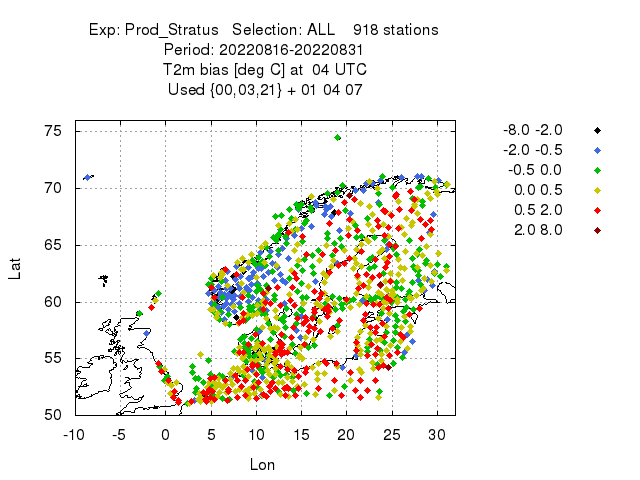 Exp: Prod_Stratus   Selection: ALL    918 stations
Period: 20220816-20220831
T2m bias [deg C] at  04 UTC
Used {00,03,21} + 01 04 07
-8.0 -2.0
-2.0 -0.5
-0.5 0.0
0.0 0.5
0.5 2.0
2.0 8.0
75
70
65
60
55
50
Lat
-10 -5 0 5 10 15 20 25 30
Lon